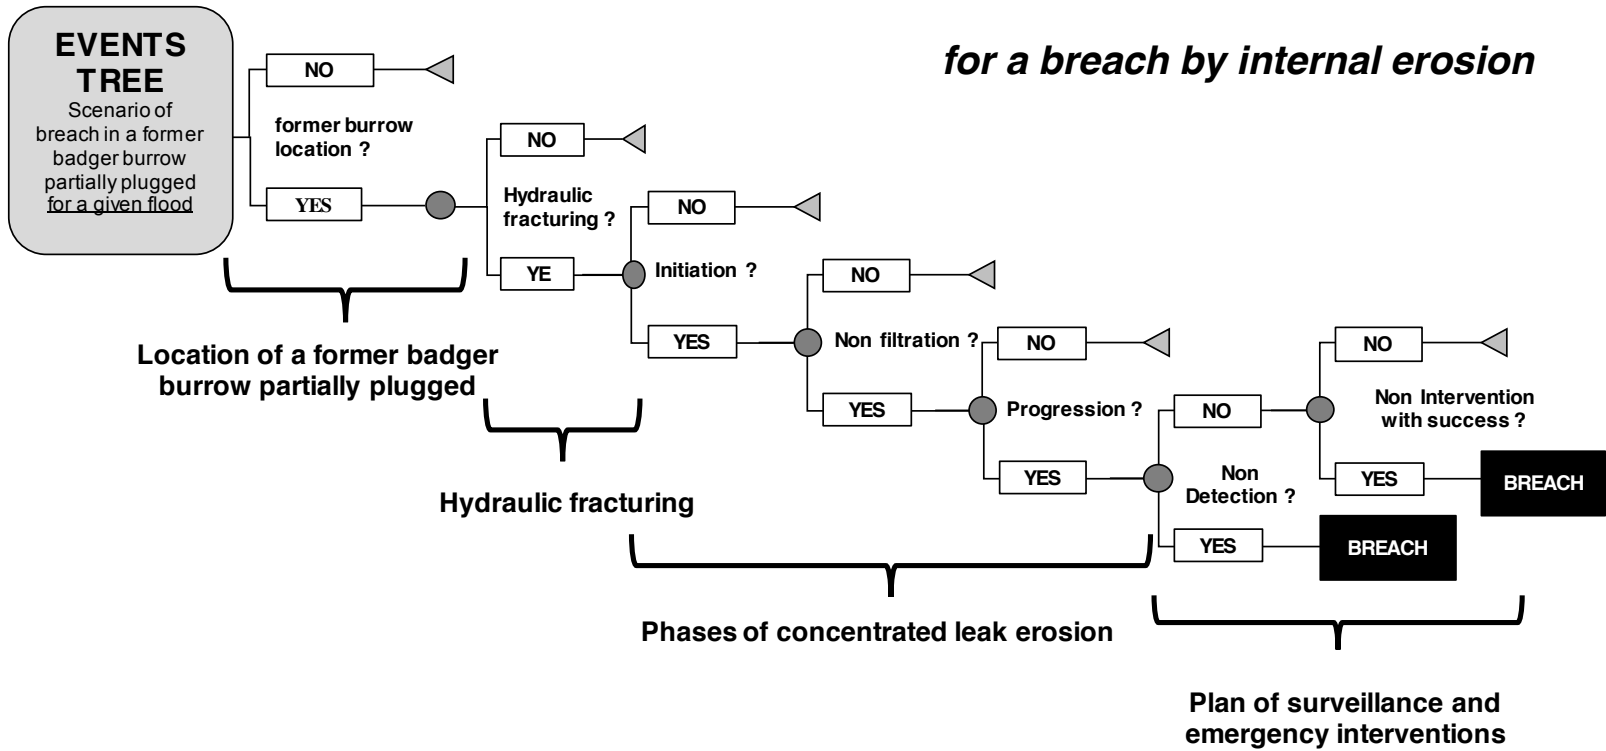 EVENTS
TREE
Scenario of
breach in a former
badger burrow
partially plugged
for a given flood
for a breach by internal erosion
NO
former burrow
location ?
YES
NO
Hydraulic
fracturing ?
YE
NO
Initiation ?
YES
NO
Non filtration ?
YES
NO
Progression ?
YES
NO
Non
Detection ?
YES
BREACH
NO
Non Intervention
with success ?
YES
BREACH
Location of a former badger
burrow partially plugged
Hydraulic fracturing
Phases of concentrated leak erosion
Plan of surveillance and
emergency interventions